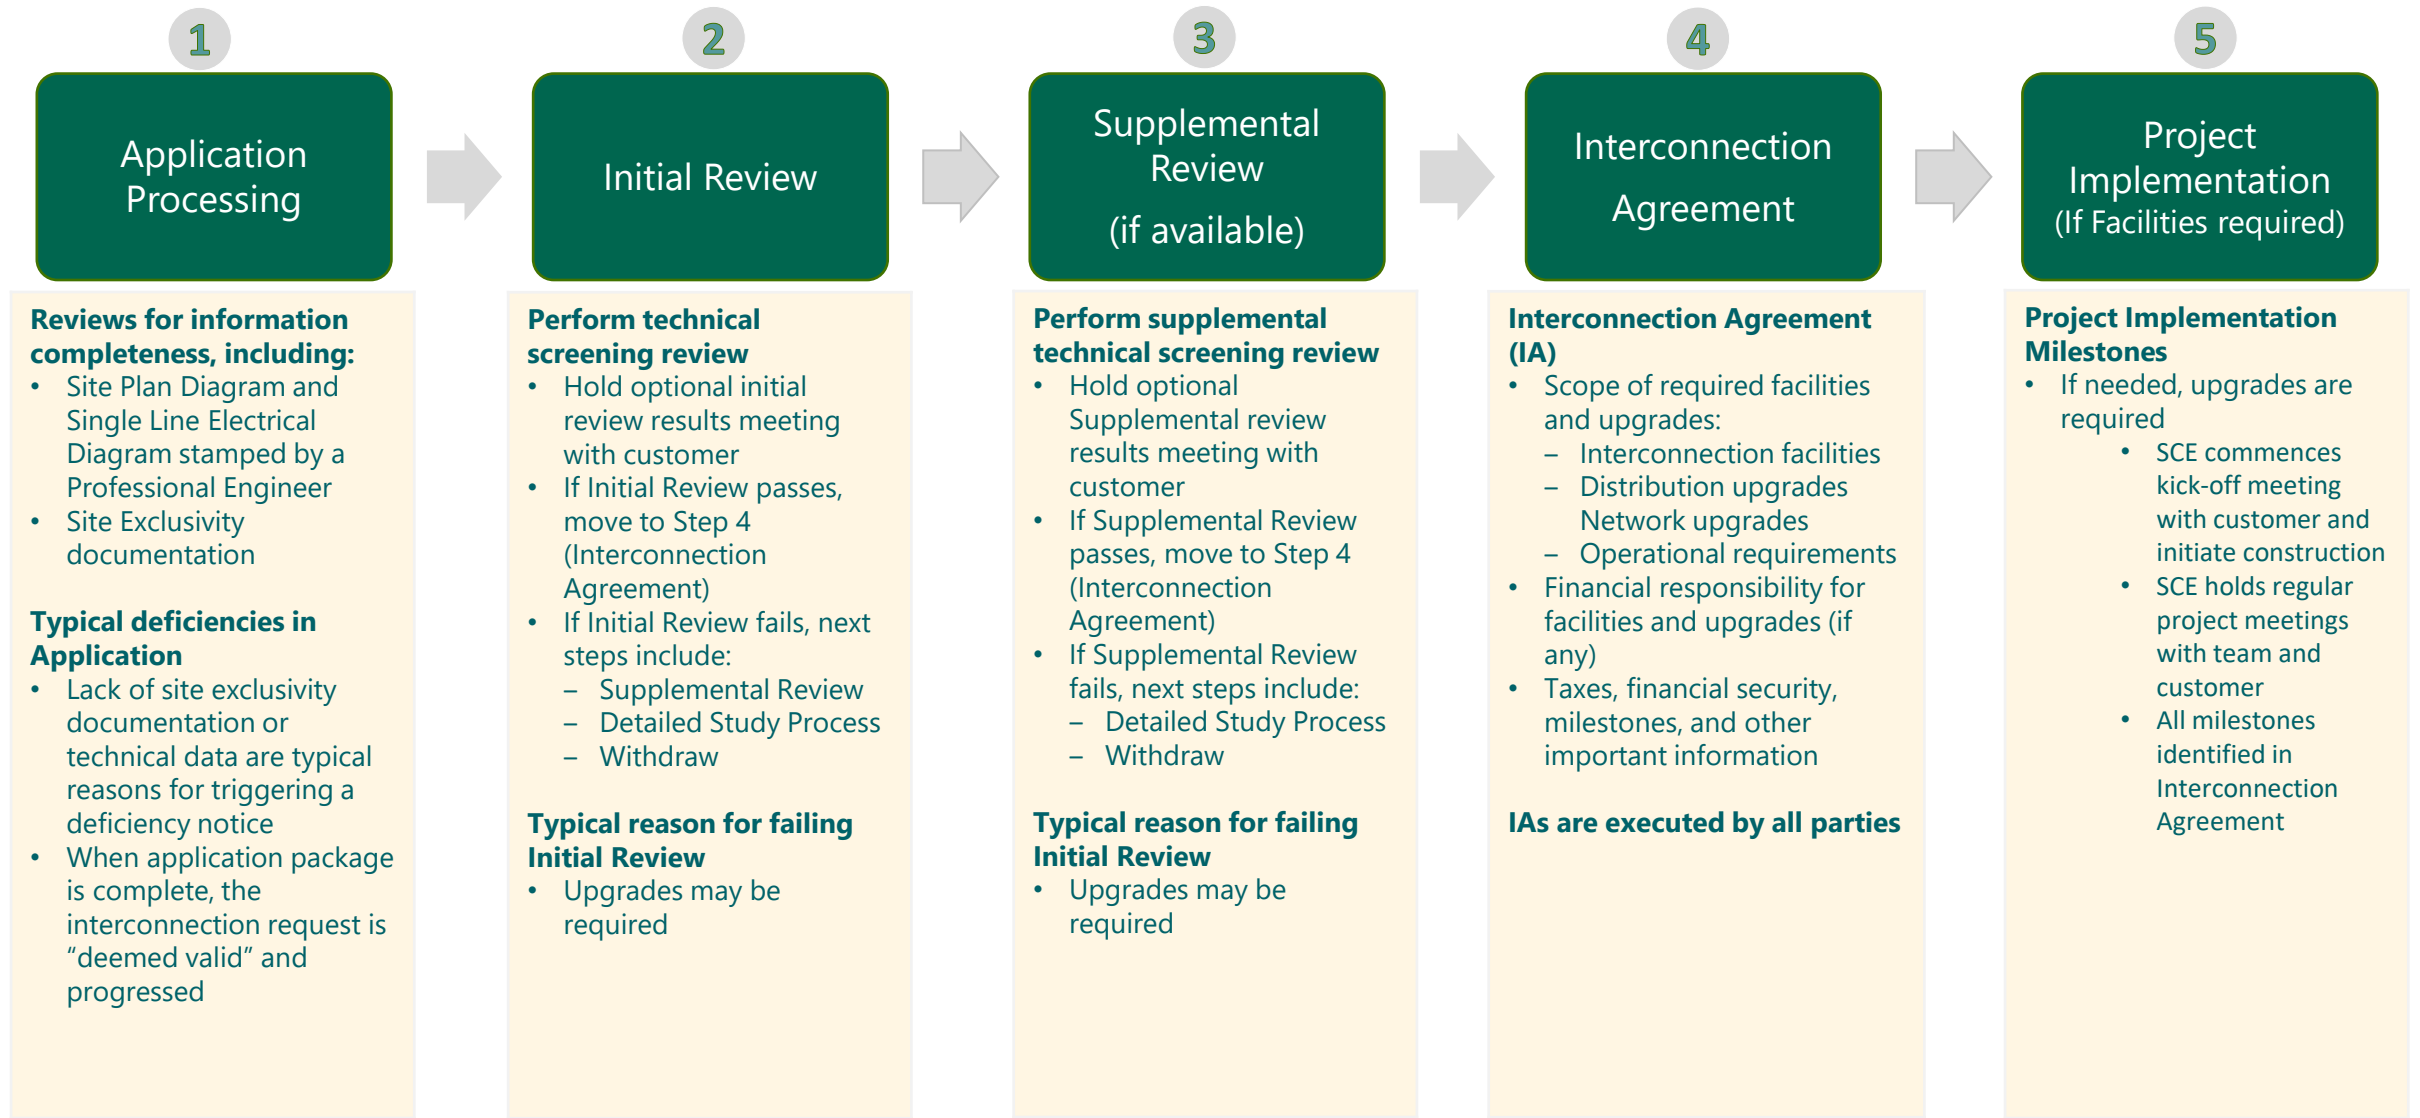 1
Application
Processing
Reviews for information
completeness, including:
• Site Plan Diagram and
Single Line Electrical
Diagram stamped by a
Professional Engineer
• Site Exclusivity
documentation
Typical deficiencies in
Application
• Lack of site exclusivity
documentation or
technical data are typical
reasons for triggering a
deficiency notice
• When application package
is complete, the
interconnection request is
“deemed valid” and
progressed
2
Initial Review
Perform technical
screening review
• Hold optional initial
review results meeting
with customer
• If Initial Review passes,
move to Step 4
(Interconnection
Agreement)
• If Initial Review fails, next
steps include:
– Supplemental Review
– Detailed Study Process
– Withdraw
Typical reason for failing
Initial Review
• Upgrades may be
required
3
Supplemental
Review
(if available)
Perform supplemental
technical screening review
• Hold optional
Supplemental review
results meeting with
customer
• If Supplemental Review
passes, move to Step 4
(Interconnection
Agreement)
• If Supplemental Review
fails, next steps include:
– Detailed Study Process
– Withdraw
Typical reason for failing
Initial Review
• Upgrades may be
required
4
Interconnection
Agreement
Interconnection Agreement
(IA)
• Scope of required facilities
and upgrades:
– Interconnection facilities
– Distribution upgrades
Network upgrades
– Operational requirements
• Financial responsibility for
facilities and upgrades (if
any)
• Taxes, financial security,
milestones, and other
important information
IAs are executed by all parties
5
Project
Implementation
(If Facilities required)
Project Implementation
Milestones
• If needed, upgrades are
required
• SCE commences
kick-off meeting
with customer and
initiate construction
• SCE holds regular
project meetings
with team and
customer
• All milestones
identified in
Interconnection
Agreement